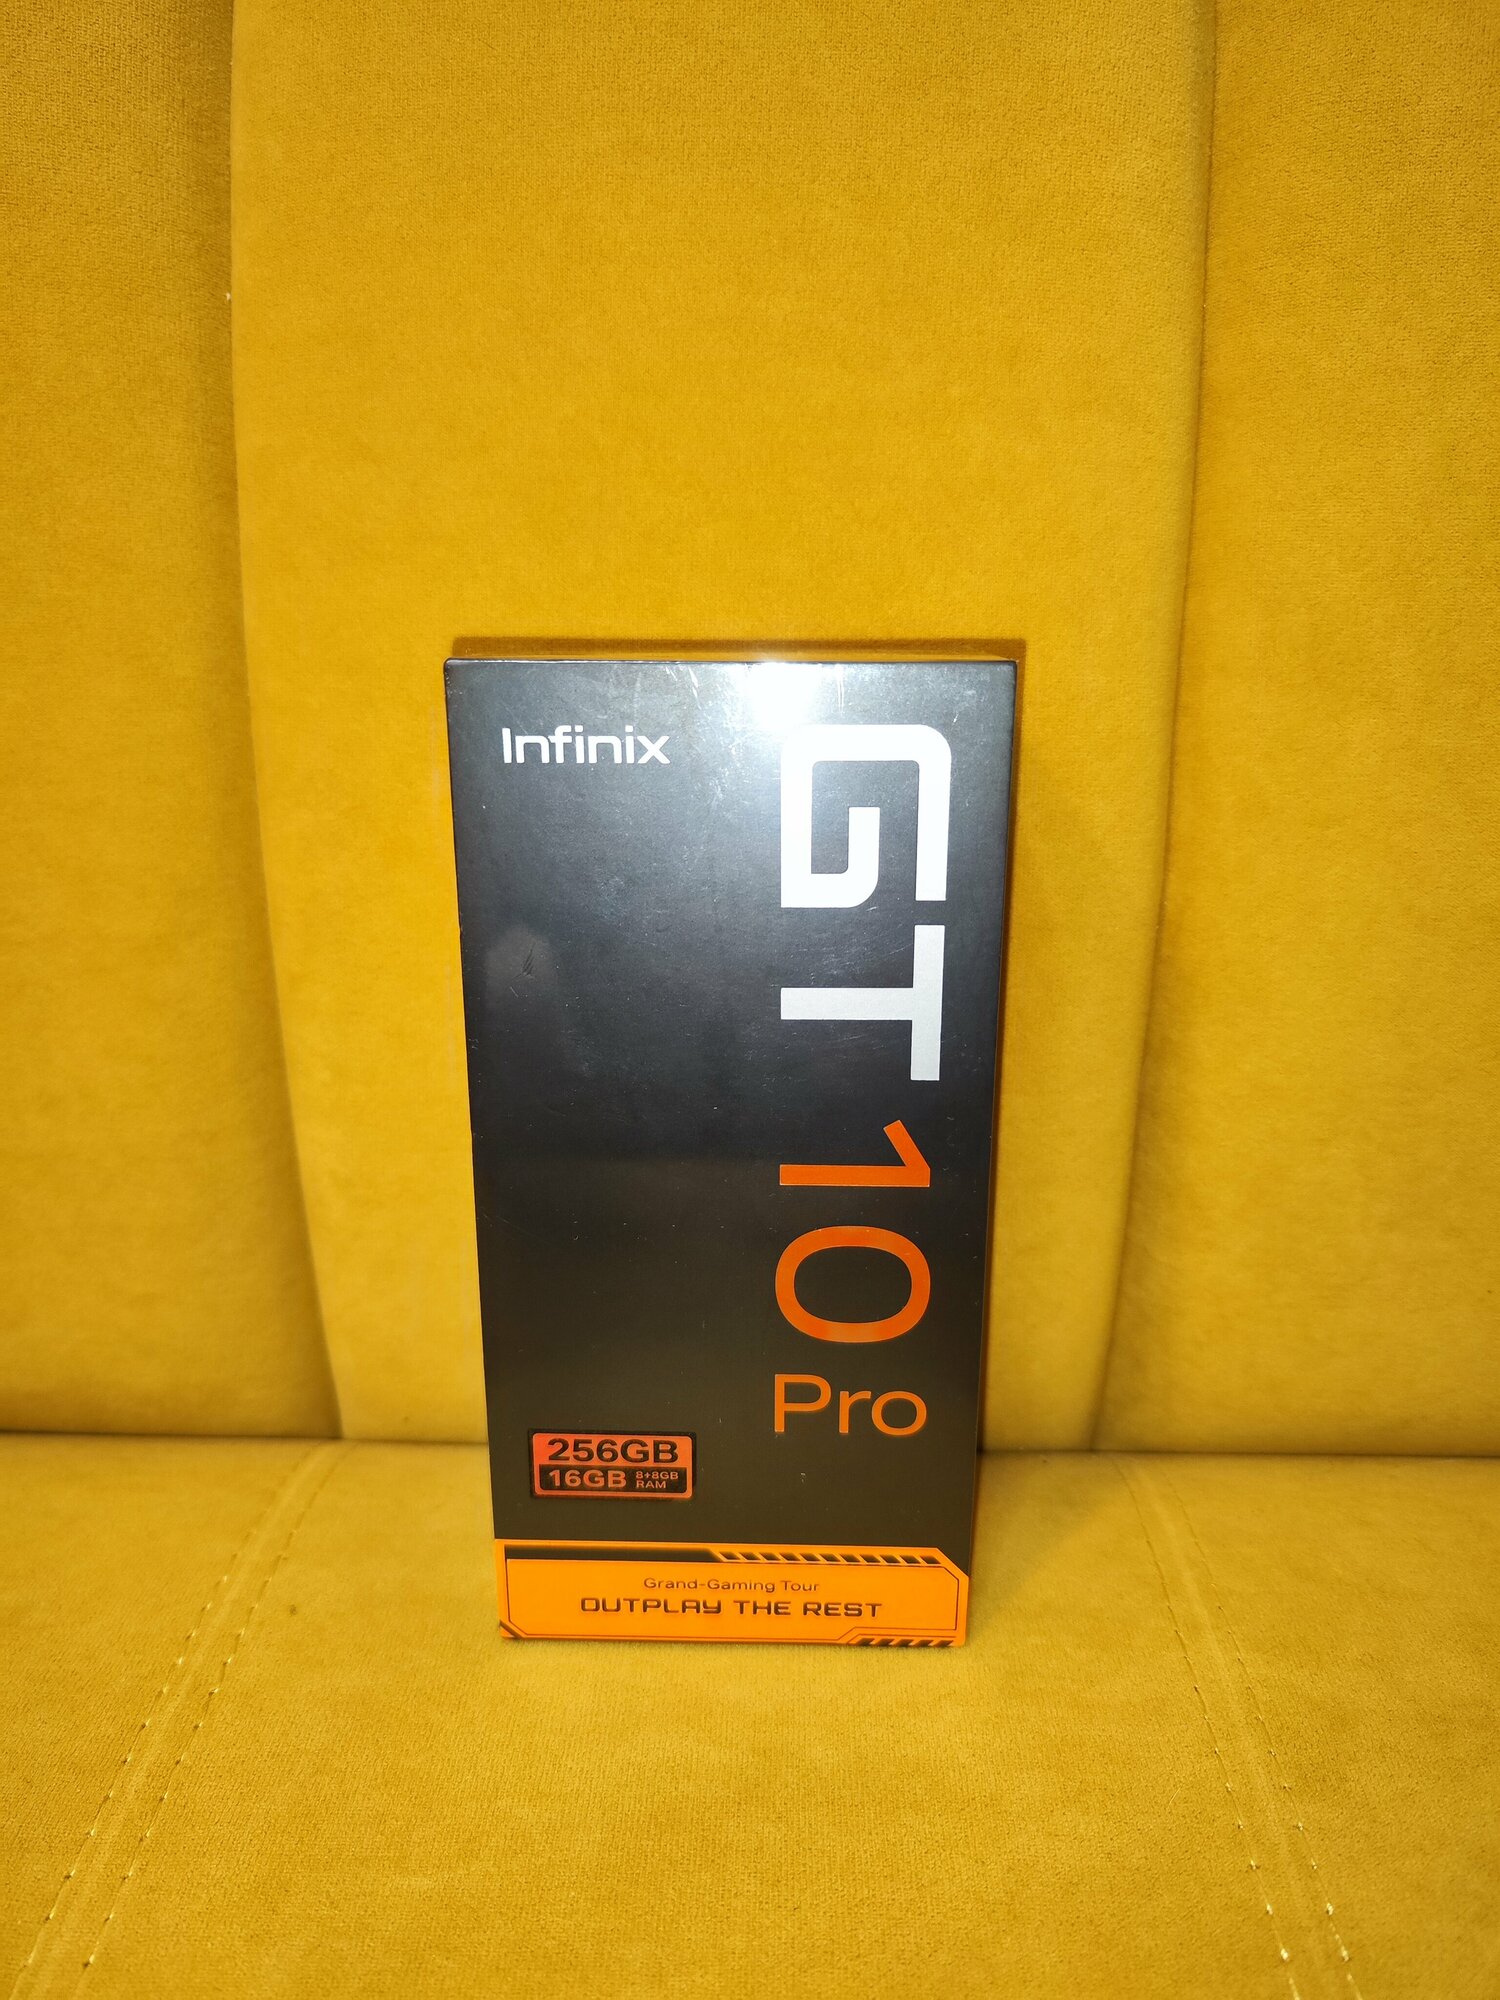 Infinix
GT 10 Pro
256GB
16GB 8+8GB RAM
Grand-Gaming Tour
OUTPLAY THE REST